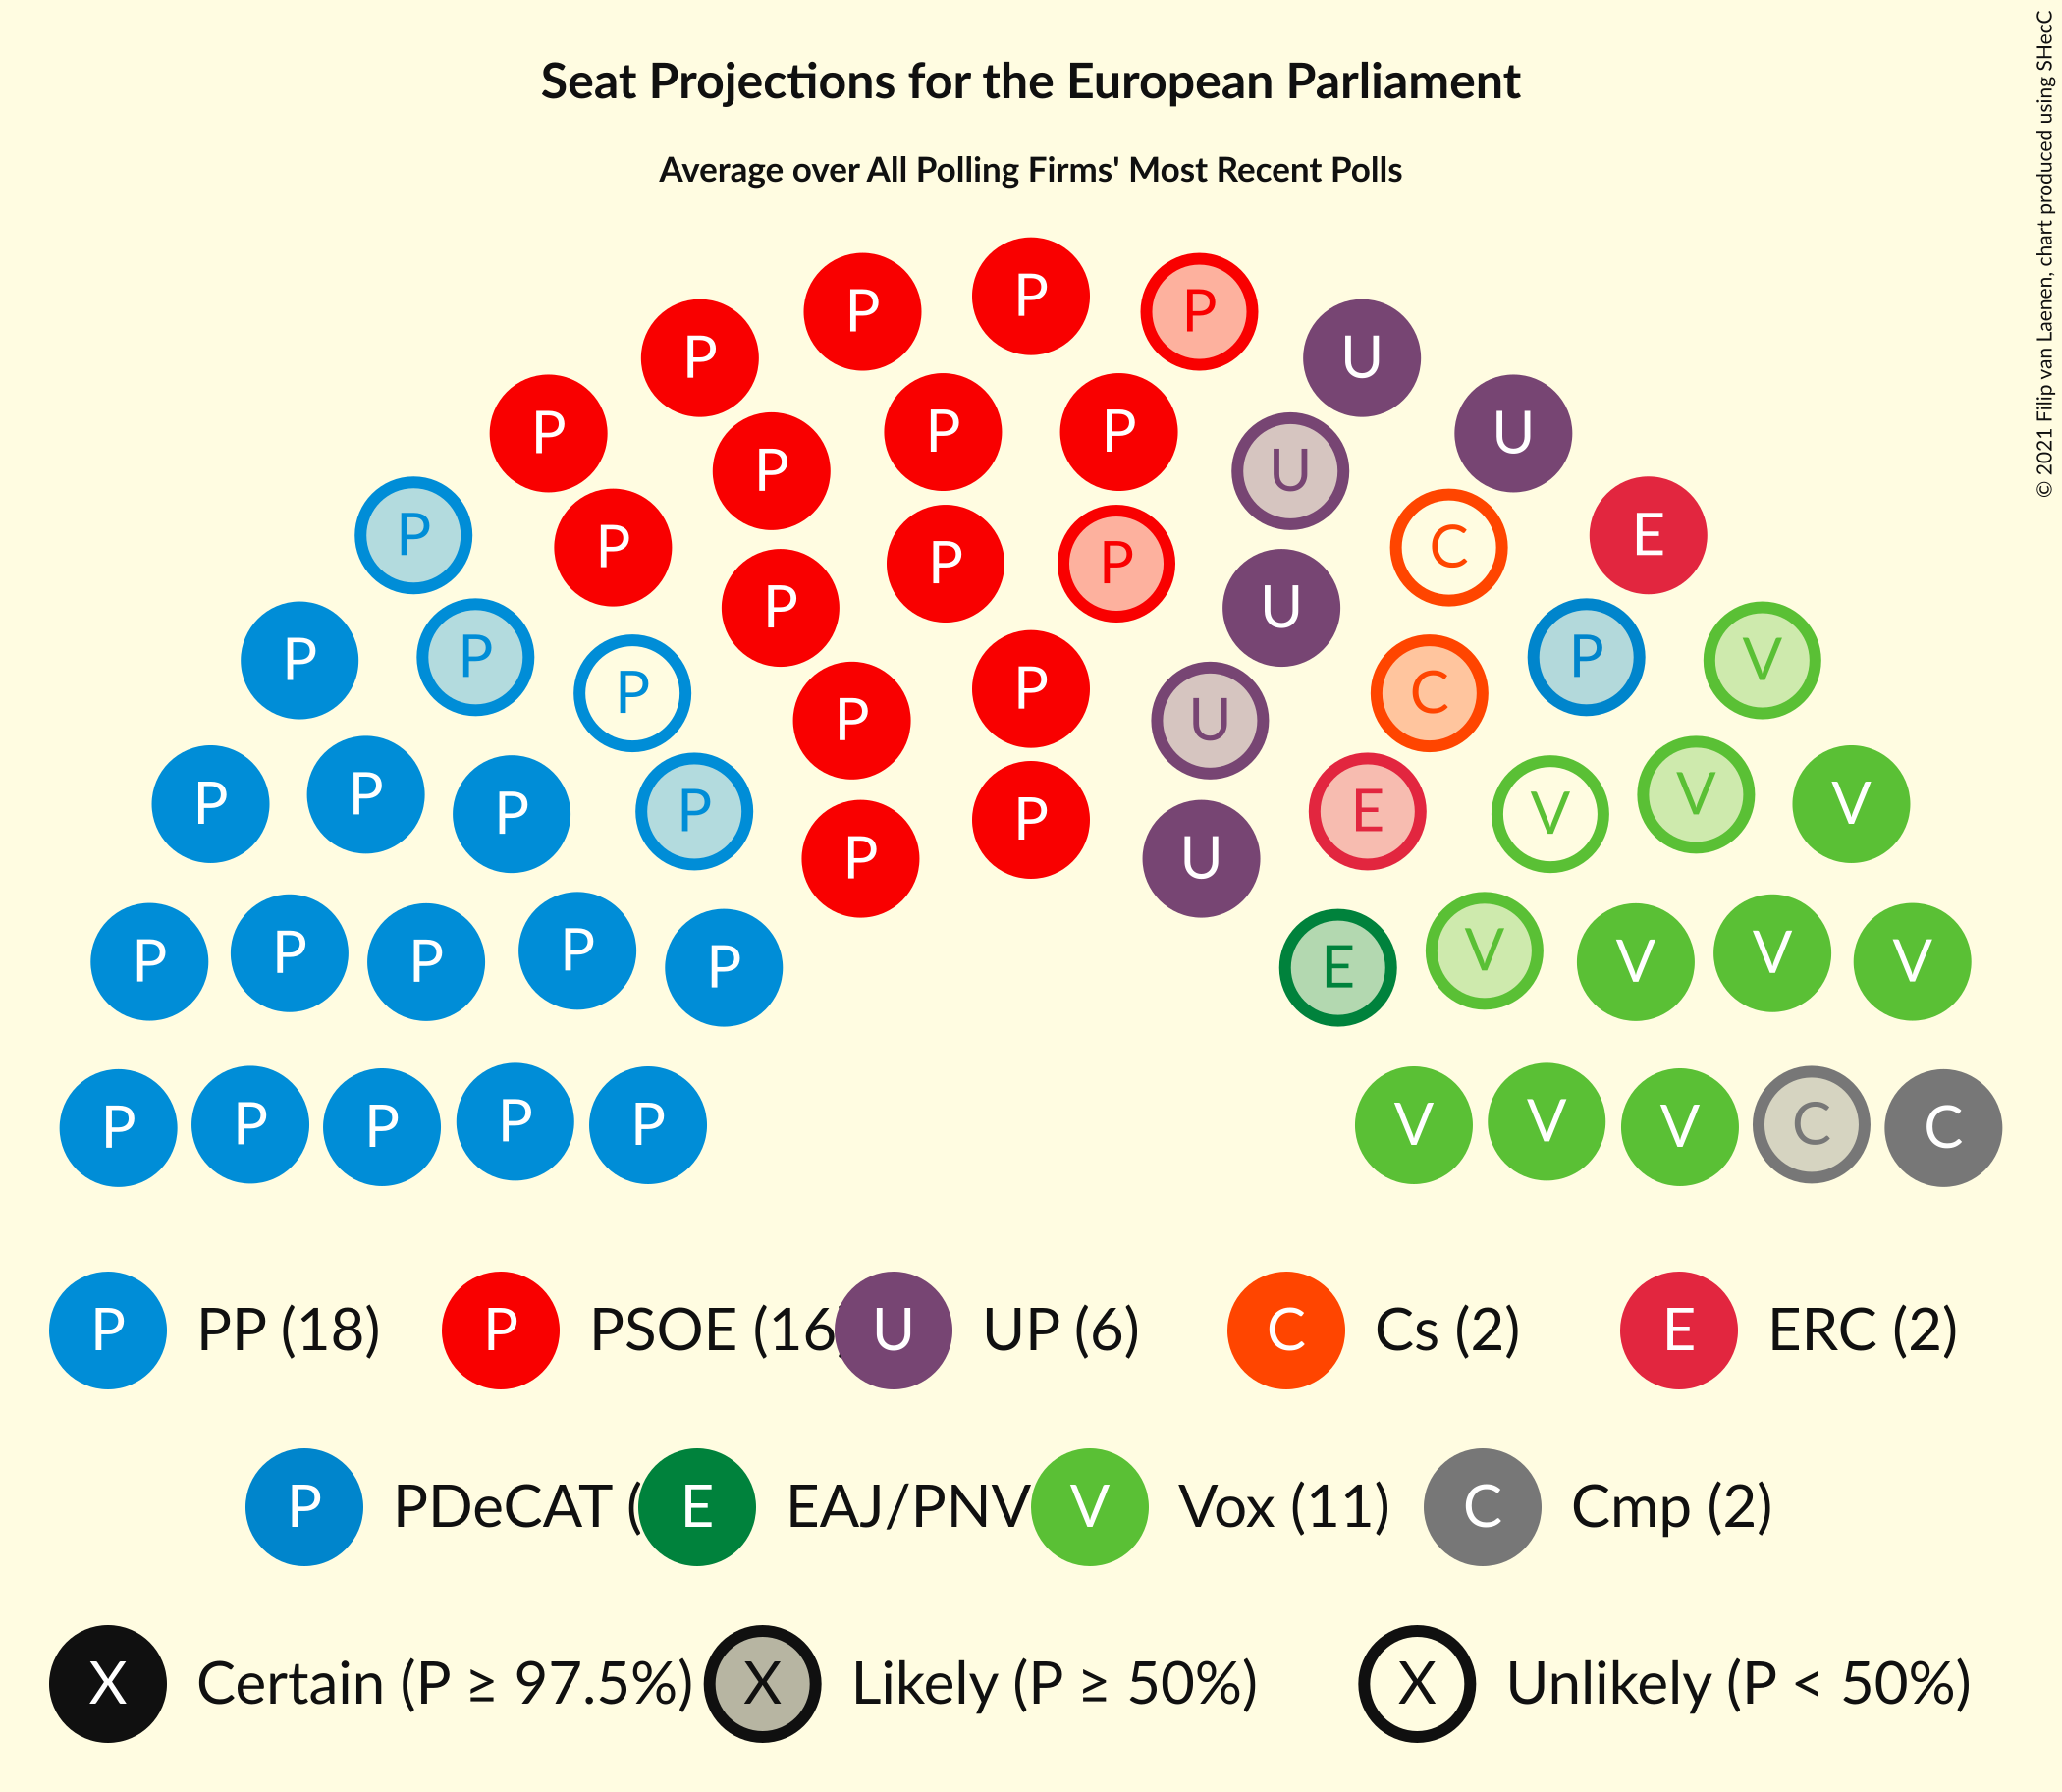 Seat Projections for the European Parliament
Average over All Polling Firms' Most Recent Polls
© 2021 Filip van Laenen, chart produced using SHecC
P P P U
P U
P P P U
P P C E
P P P U
P P P C P V
P P P U
P P P P P E V V V
P P U
P P P P P E V V V V
P P P P P V V V C C
P PP (18) P PSOE (16 U UP (6) C Cs (2) E ERC (2)
P PDeCAT ( E EAJ/PNV V Vox (11) C Cmp (2)
X Certain (P ≥ 97.5%) X Likely (P ≥ 50%) X Unlikely (P < 50%)